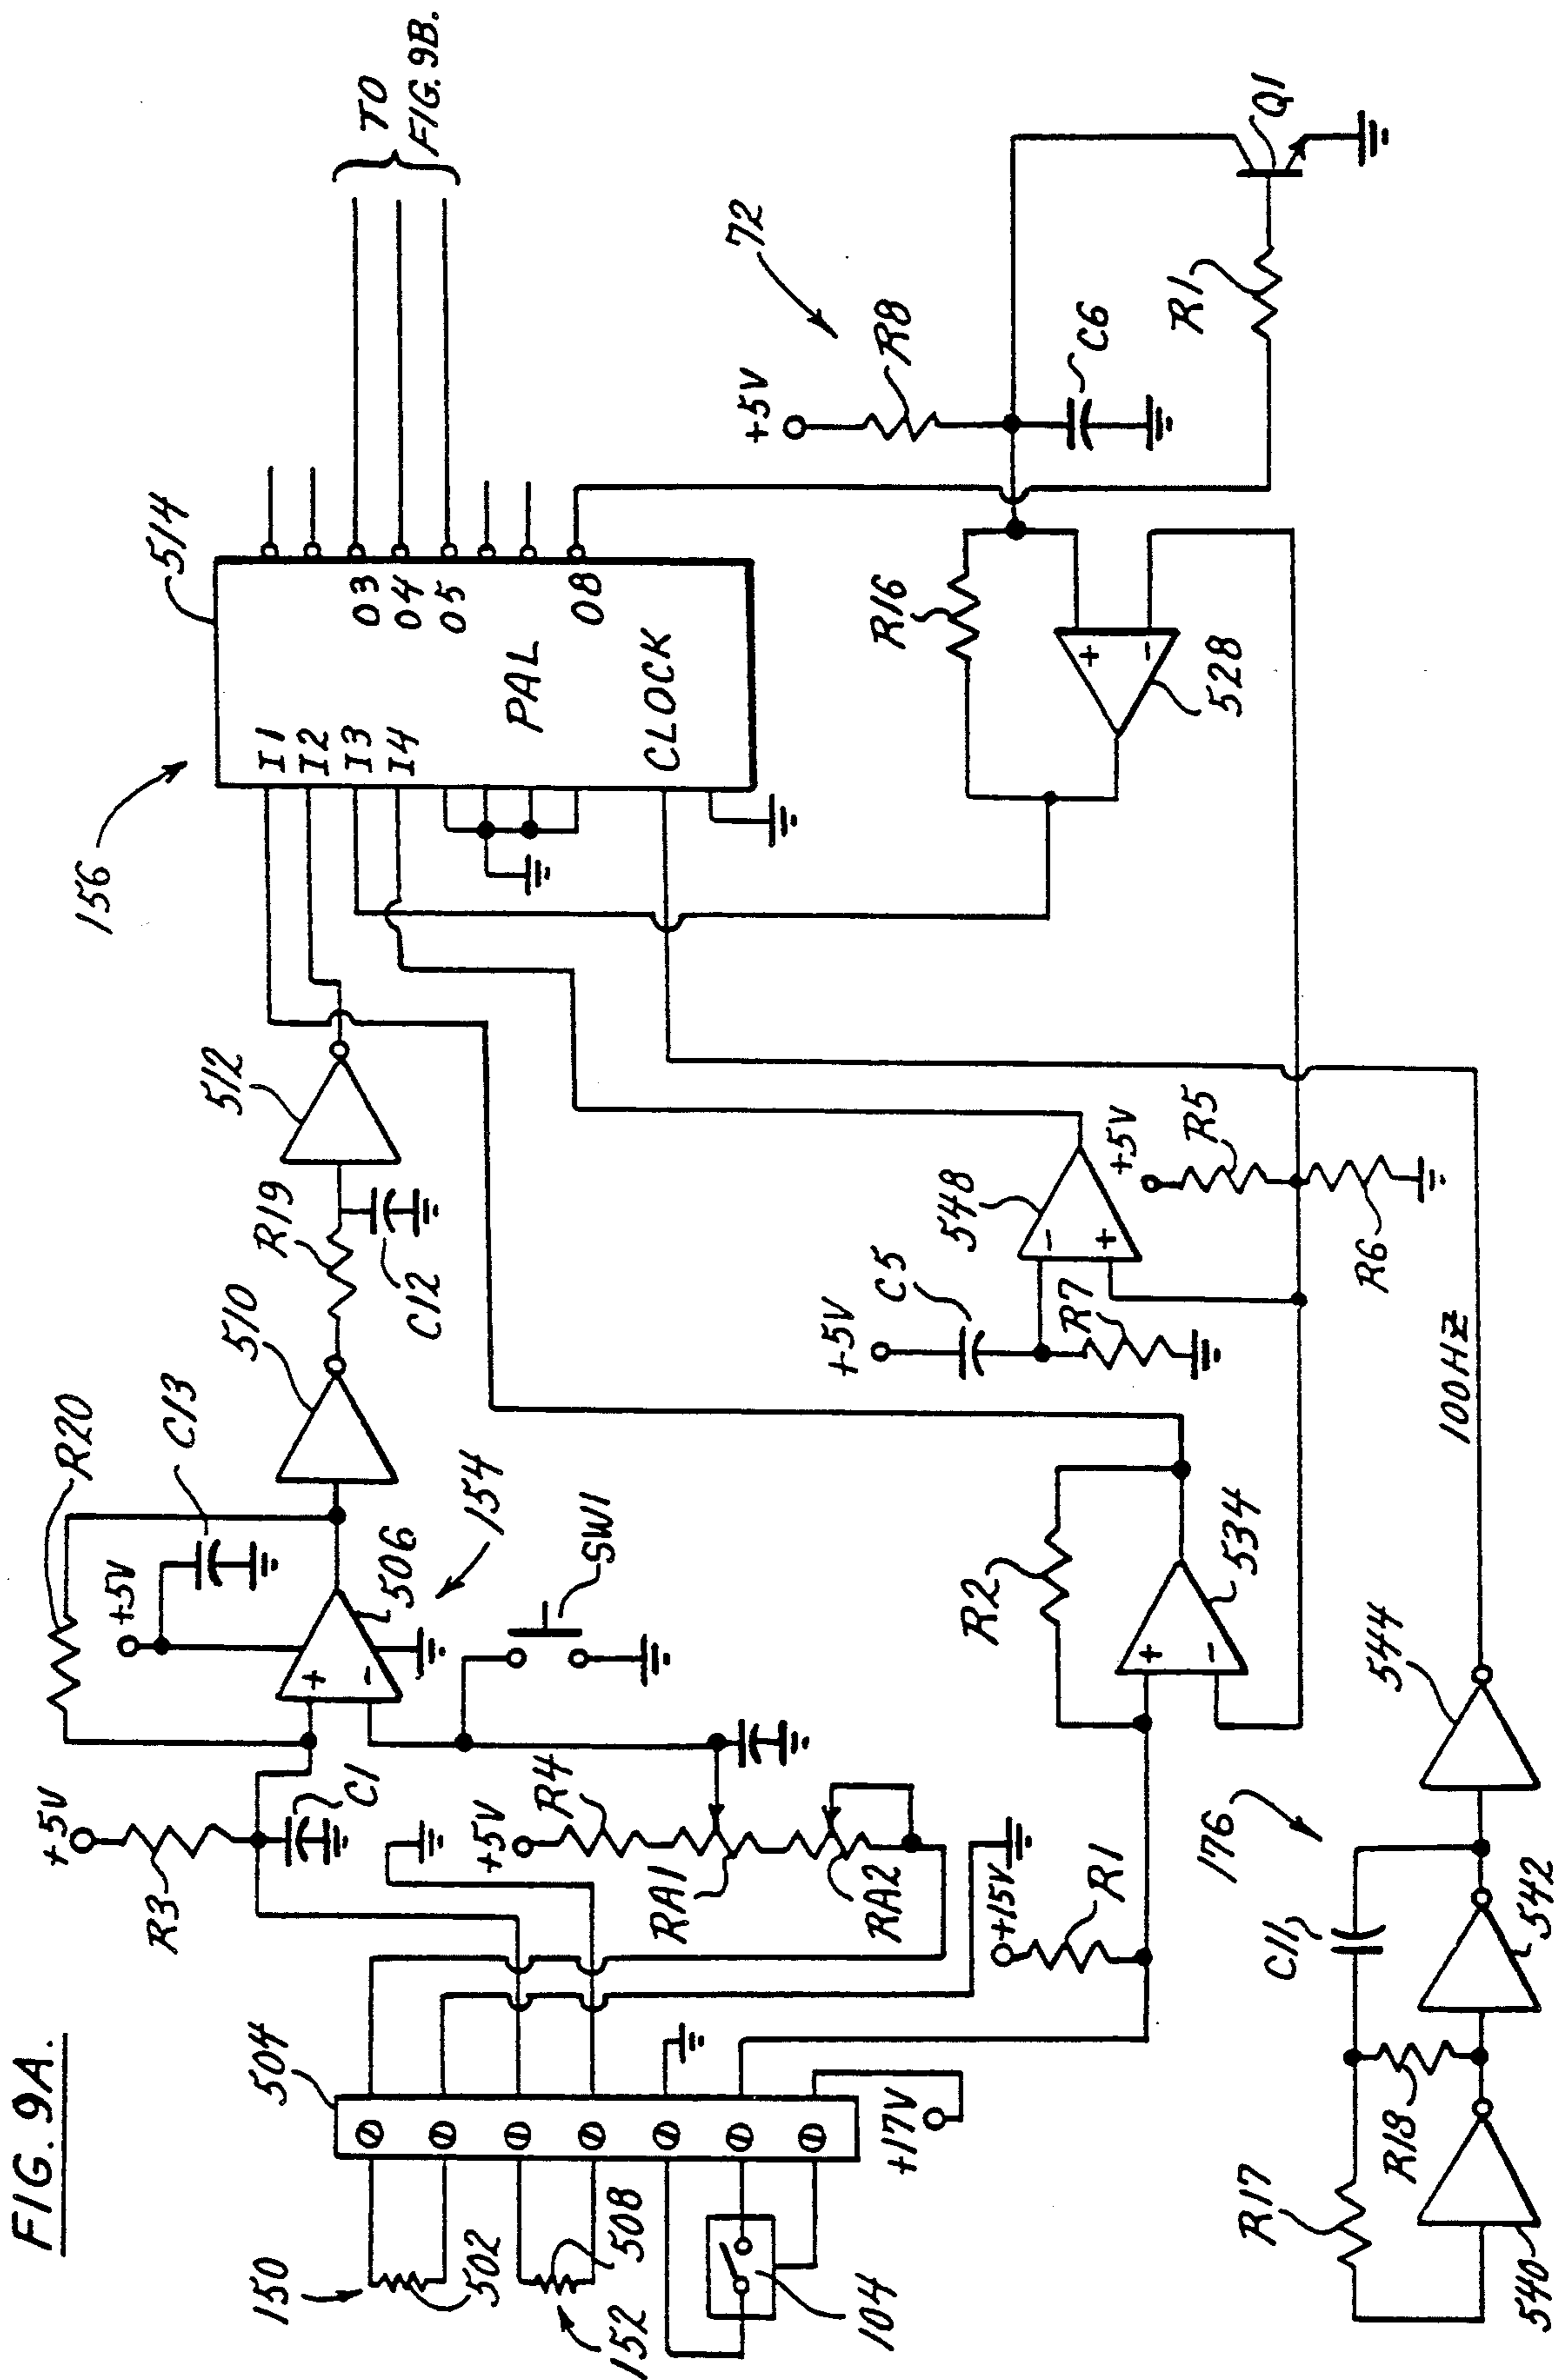 FIG. 9A.
150
502
152
508
104
504
+17V
+5V
R3
C1
+5V
R4
RA1
RA2
+15V
R1
R20
+5V
C13
+
-
506
154
SW1
510
R19
C12
512
156
514
I1
I2
I3
I4
O3
O4
O5
O8
PAL
CLOCK
TO
FIG. 9B.
R2
+
-
534
+5V
C5
R7
548
-
+
+5V
R5
R6
R16
+
-
528
72
+5V
R8
C6
R1
Q1
176
R17
R18
C11
540
542
544
100HZ